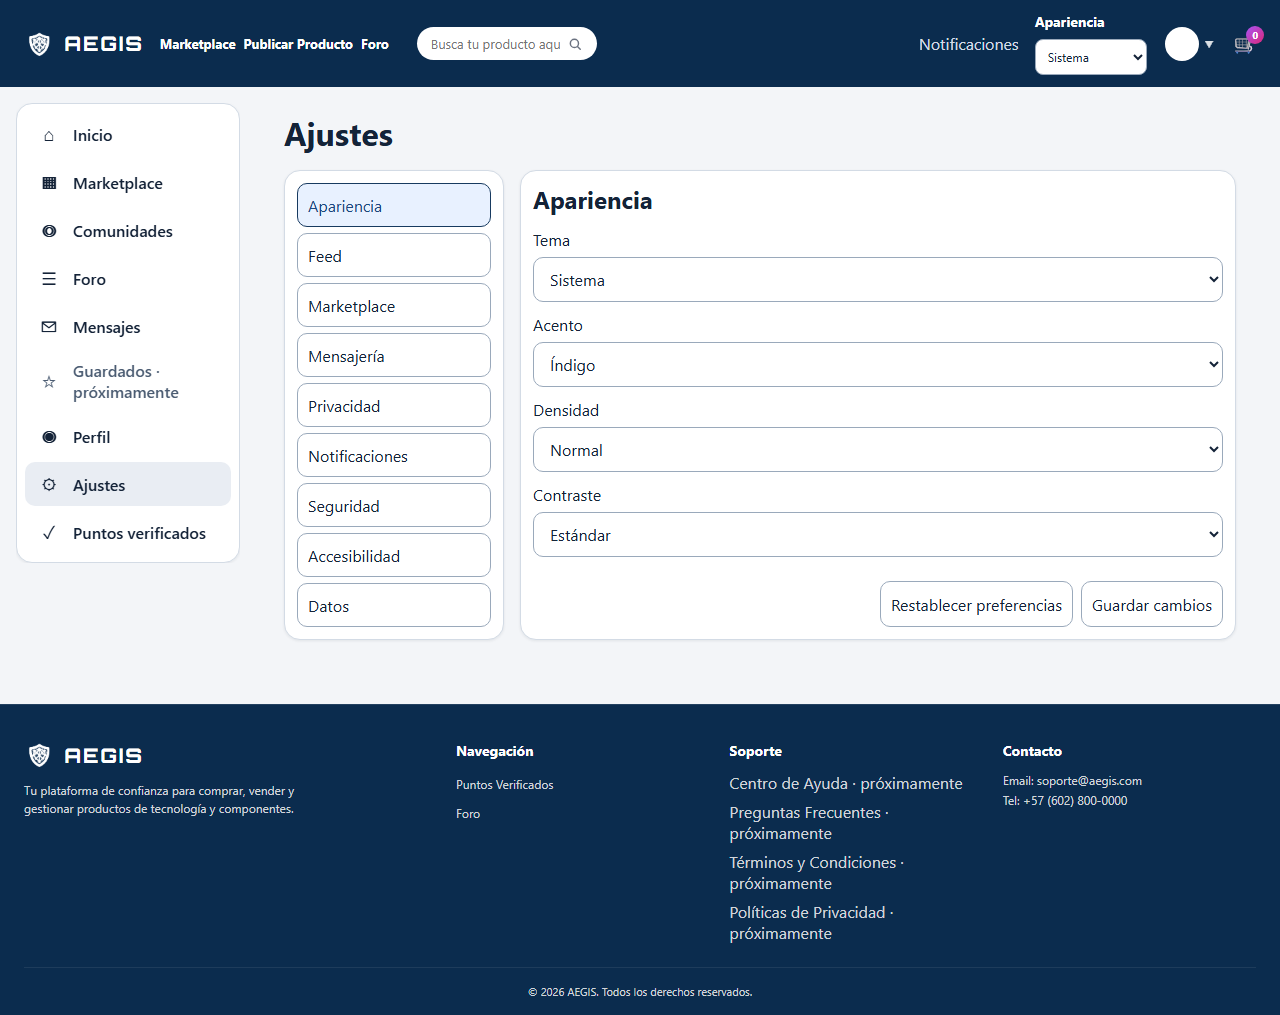 AEGIS
Marketplace Publicar Producto Foro
Busca tu producto aqu
Notificaciones
Apariencia
Sistema
0
Inicio
Marketplace
Comunidades
Foro
Mensajes
Guardados ·
próximamente
Perfil
Ajustes
Puntos verificados
Ajustes
Apariencia
Feed
Marketplace
Mensajería
Privacidad
Notificaciones
Seguridad
Accesibilidad
Datos
Apariencia
Tema
Sistema
Acento
Índigo
Densidad
Normal
Contraste
Estándar
Restablecer preferencias
Guardar cambios
AEGIS
Tu plataforma de confianza para comprar, vender y
gestionar productos de tecnología y componentes.
Navegación
Puntos Verificados
Foro
Soporte
Centro de Ayuda · próximamente
Preguntas Frecuentes ·
próximamente
Términos y Condiciones ·
próximamente
Políticas de Privacidad ·
próximamente
Contacto
Email: soporte@aegis.com
Tel: +57 (602) 800-0000
© 2026 AEGIS. Todos los derechos reservados.